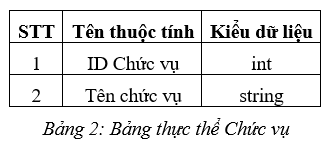 STT Tên thuộc tính Kiểu dữ liệu
1 ID Chức vụ int
2 Tên chức vụ string
Bảng 2: Bảng thực thể Chức vụ